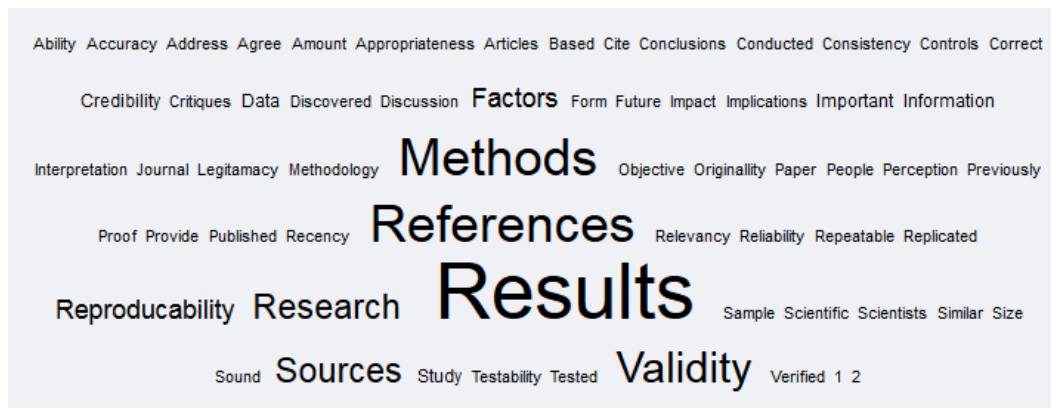 Ability Accuracy Address Agree Amount Appropriateness Articles Based Cite Conclusions Conducted Consistency Controls Correct
Credibility Critiques Data Discovered Discussion Factors Form Future Impact Implications Important Information
Interpretation Journal Legitamacy Methodology Methods Objective Originallity Paper People Perception Previously
Proof Provide Published Recency References Relevancy Reliability Repeatable Replicated
Reproducability Research Results Sample Scientific Scientists Similar Size
Sound Sources Study Testability Tested Validity Verified 1 2